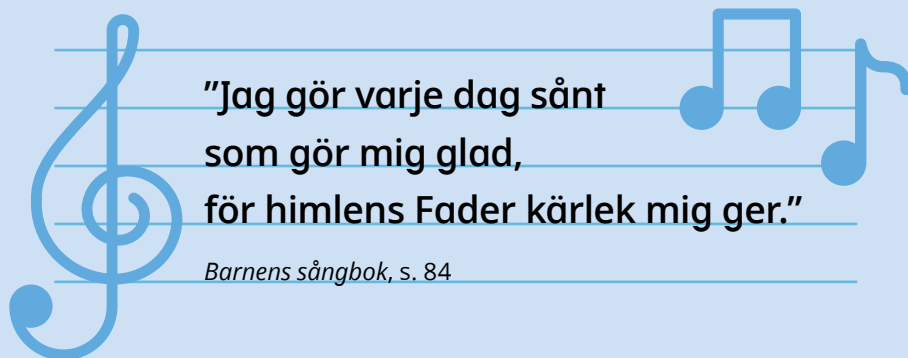 ”Jag gör varje dag sånt
som gör mig glad,
för himlens Fader kärlek mig ger.”
Barnens sångbok, s. 84